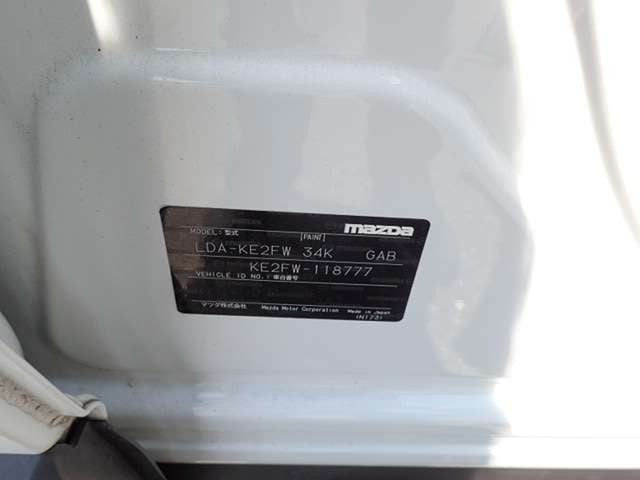 mazda
MODEL:型式 [PAINT]
LDA-KE2FW 34K GAB
KE2FW-118777
VEHICLE ID NO.:車台番号
マツダ株式会社 Mazda Motor Corporation Made in Japan